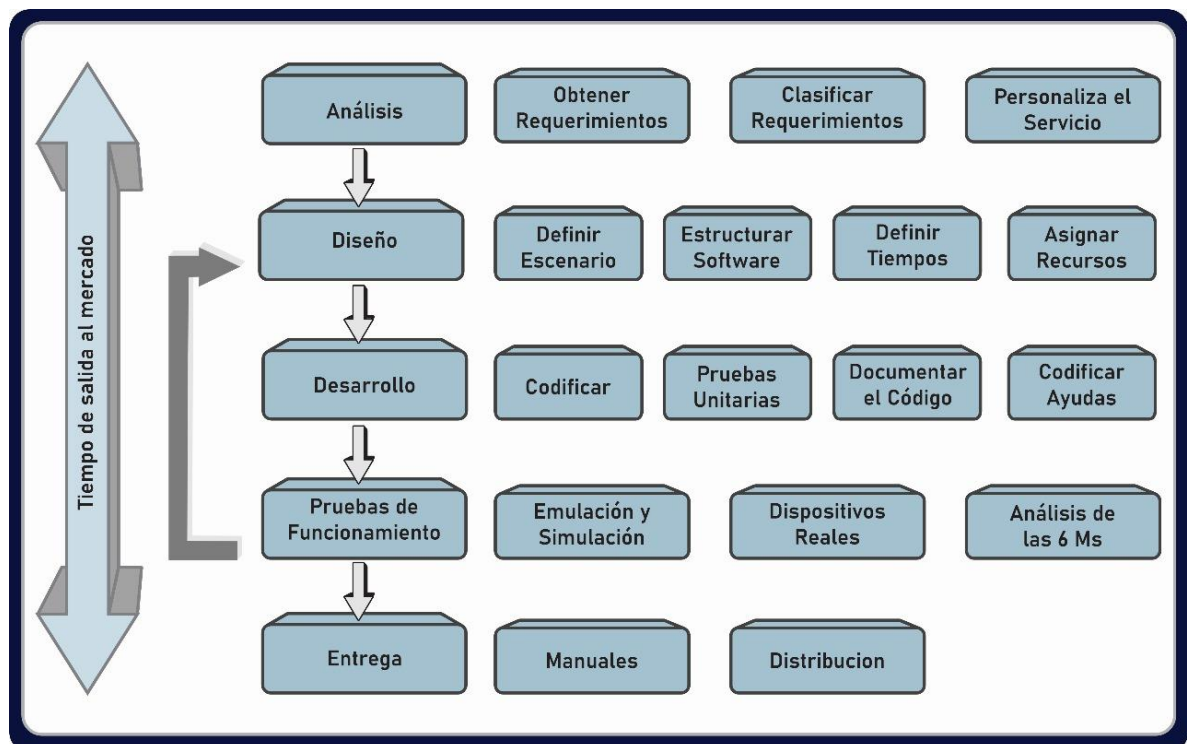 Tiempo de salida al mercado
Análisis
Obtener
Requerimientos
Clasificar
Requerimientos
Personaliza el
Servicio
Diseño
Definir
Escenario
Estructurar
Software
Definir
Tiempos
Asignar
Recursos
Desarrollo
Codificar
Pruebas
Unitarias
Documentar
el Código
Codificar
Ayudas
Pruebas de
Funcionamiento
Emulación y
Simulación
Dispositivos
Reales
Análisis de
las 6 Ms
Entrega
Manuales
Distribucion